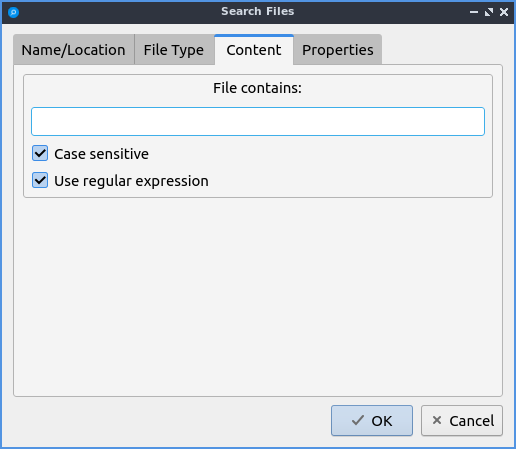 Search Files
Name/Location File Type Content Properties
File contains:
Case sensitive
Use regular expression
OK Cancel